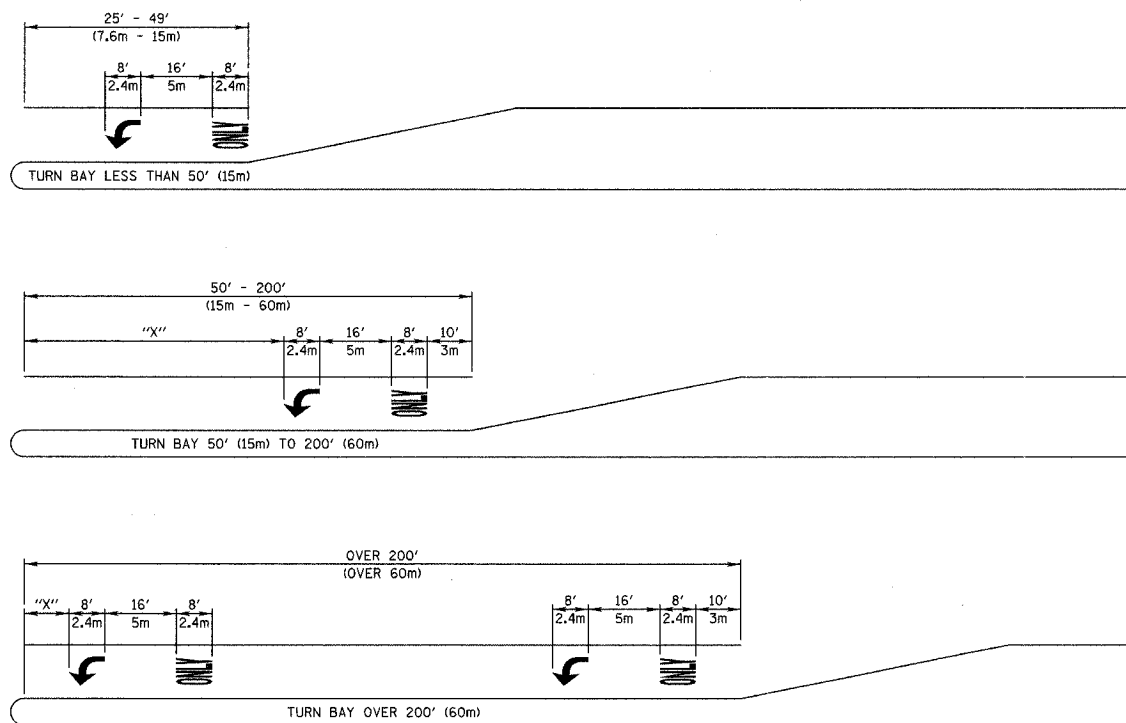 25' - 49'
(7.6m - 15m)
8' 16' 8'
2.4m 5m 2.4m
ONLY
TURN BAY LESS THAN 50' (15m)
50' - 200'
(15m - 60m)
"X" 8' 16' 8' 10'
2.4m 5m 2.4m 3m
ONLY
TURN BAY 50' (15m) TO 200' (60m)
OVER 200'
(OVER 60m)
"X" 8' 16' 8' 8' 16' 8' 10'
2.4m 5m 2.4m 2.4m 5m 2.4m 3m
ONLY ONLY
TURN BAY OVER 200' (60m)